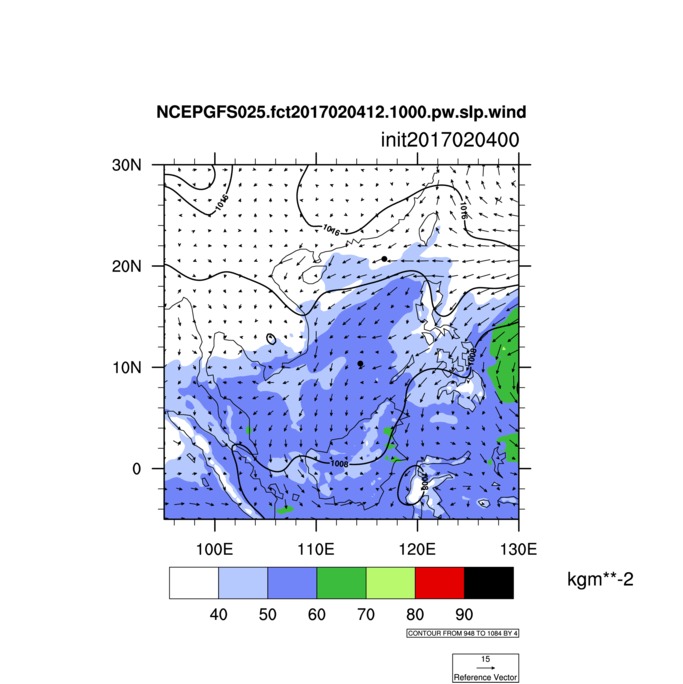 NCEPGFS025.fct2017020412.1000.pw.slp.wind
init2017020400
30N
20N
10N
0
1016
1016
1016
1008
1008
1008
100E 110E 120E 130E
40 50 60 70 80 90
kgm**-2
CONTOUR FROM 948 TO 1084 BY 4
15
Reference Vector